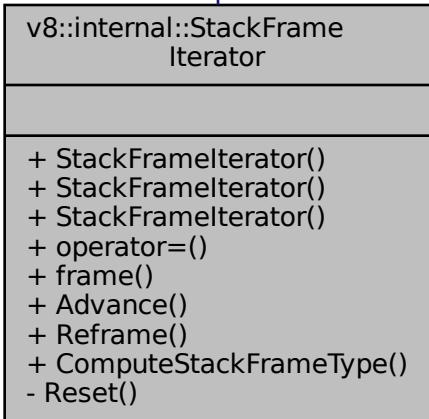 v8::internal::StackFrame
Iterator
+ StackFrameIterator()
+ StackFrameIterator()
+ StackFrameIterator()
+ operator=()
+ frame()
+ Advance()
+ Reframe()
+ ComputeStackFrameType()
- Reset()